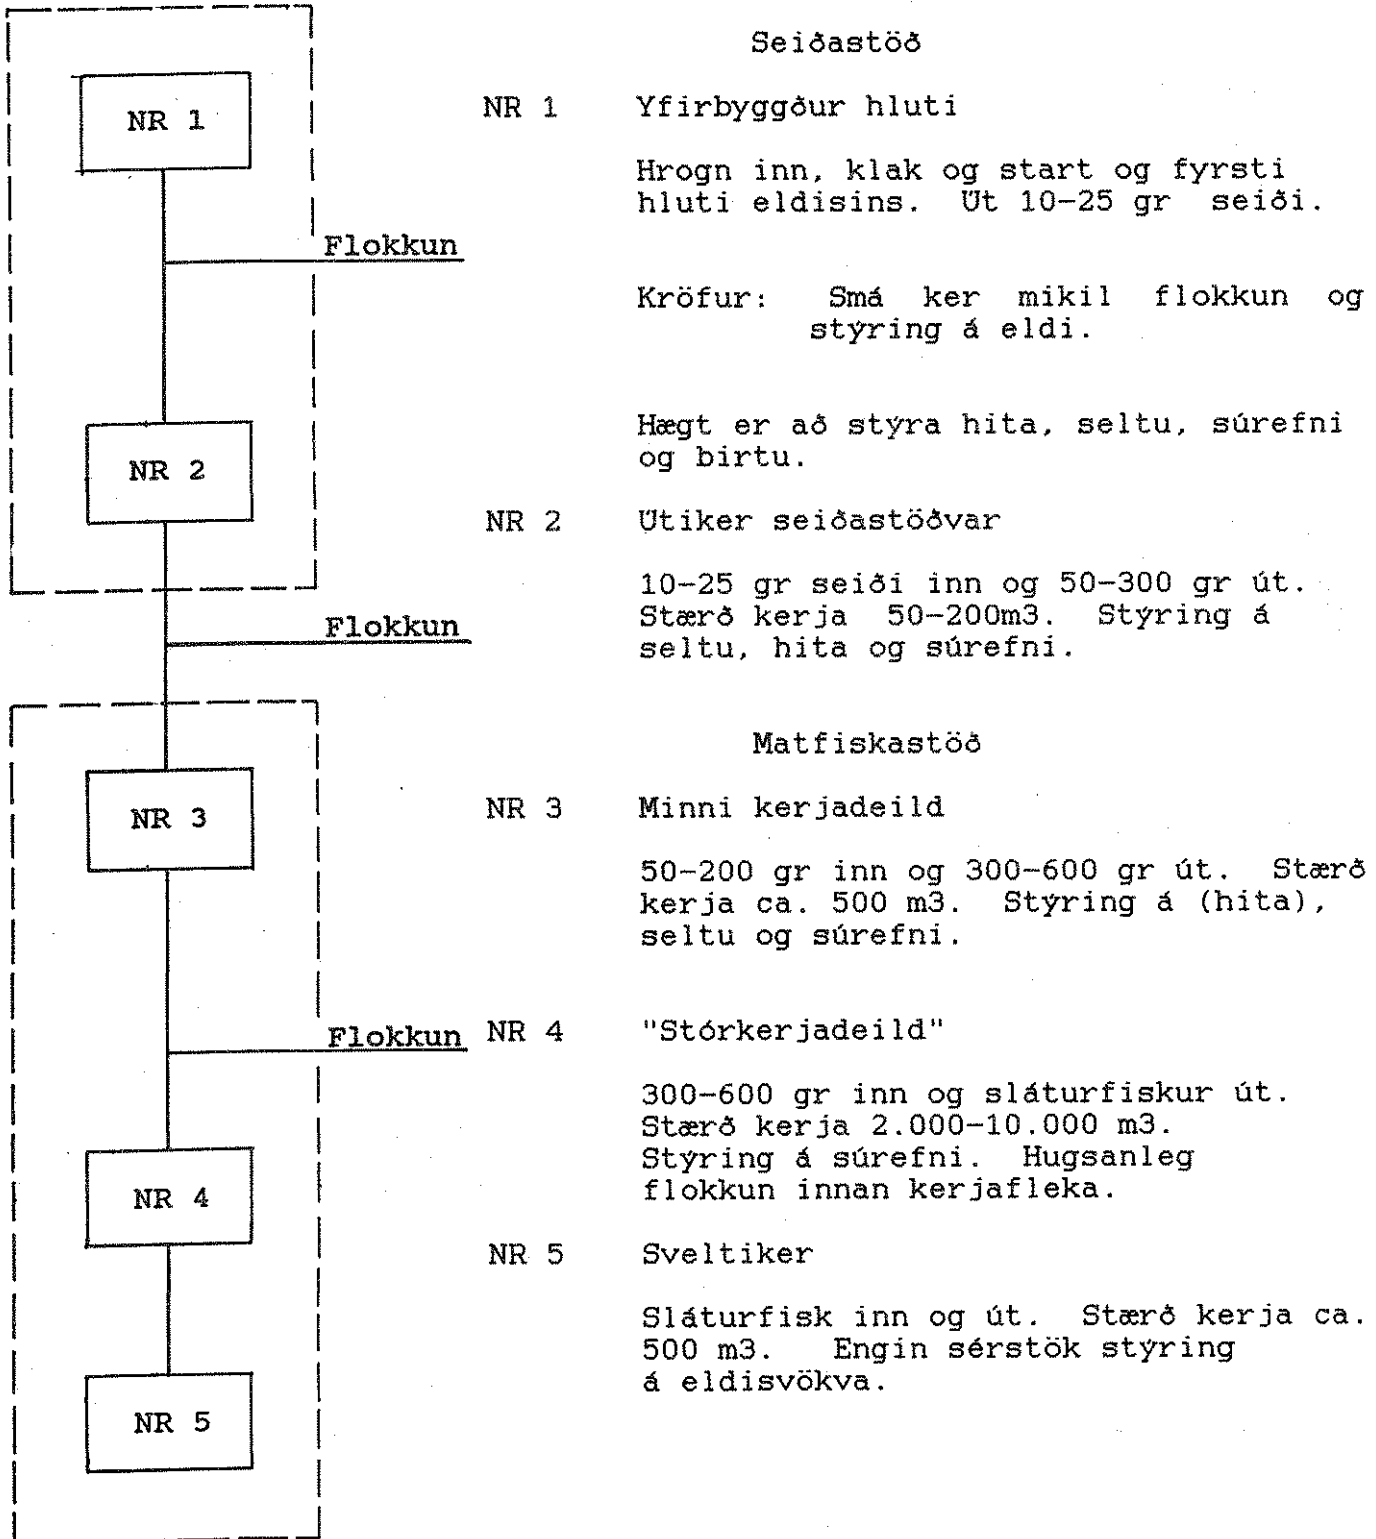 Seiðastöð
NR 1
NR 1 Yfirbyggður hluti
Hrogn inn, klak og start og fyrsti
hluti eldisins. Út 10-25 gr seiði.
Flokkun
Kröfur: Smá ker mikil flokkun og
stýring á eldi.
Hægt er að stýra hita, seltu, súrefni
og birtu.
NR 2
NR 2 Útiker seiðastöðvar
10-25 gr seiði inn og 50-300 gr út.
Stærð kerja 50-200m3. Stýring á
seltu, hita og súrefni.
Flokkun
Matfiskastöð
NR 3
NR 3 Minni kerjadeild
50-200 gr inn og 300-600 gr út. Stærð
kerja ca. 500 m3. Stýring á (hita),
seltu og súrefni.
Flokkun
NR 4 "Stórkerjadeild"
300-600 gr inn og sláturfiskur út.
Stærð kerja 2.000-10.000 m3.
Stýring á súrefni. Hugsanleg
flokkun innan kerjafleka.
NR 4
NR 5 Sveltiker
Sláturfisk inn og út. Stærð kerja ca.
500 m3. Engin sérstök stýring
á eldisvökva.
NR 5